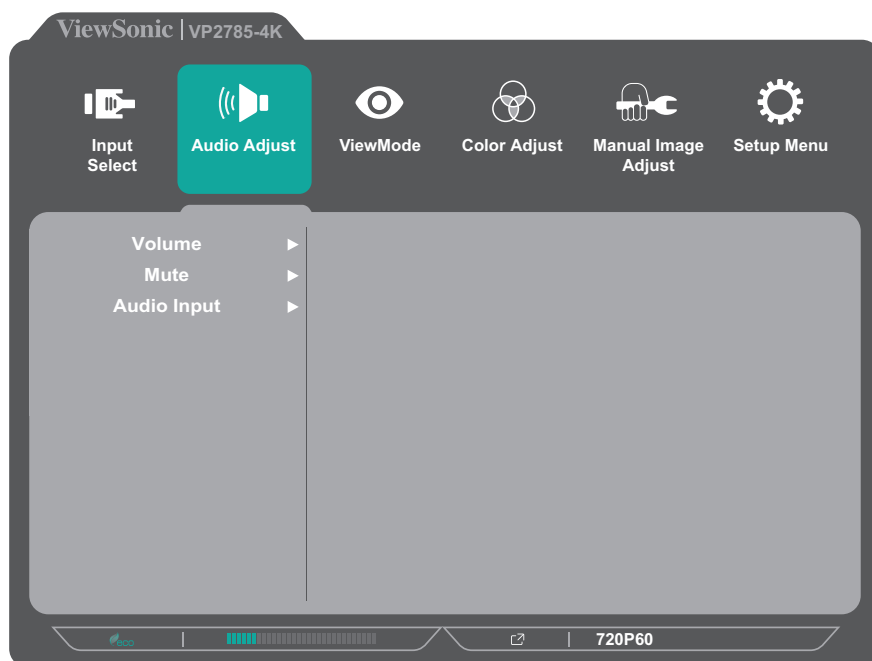 ViewSonic | VP2785-4K
Input
Select
Audio Adjust
ViewMode
Color Adjust
Manual Image
Adjust
Setup Menu
Volume
Mute
Audio Input
eco
720P60